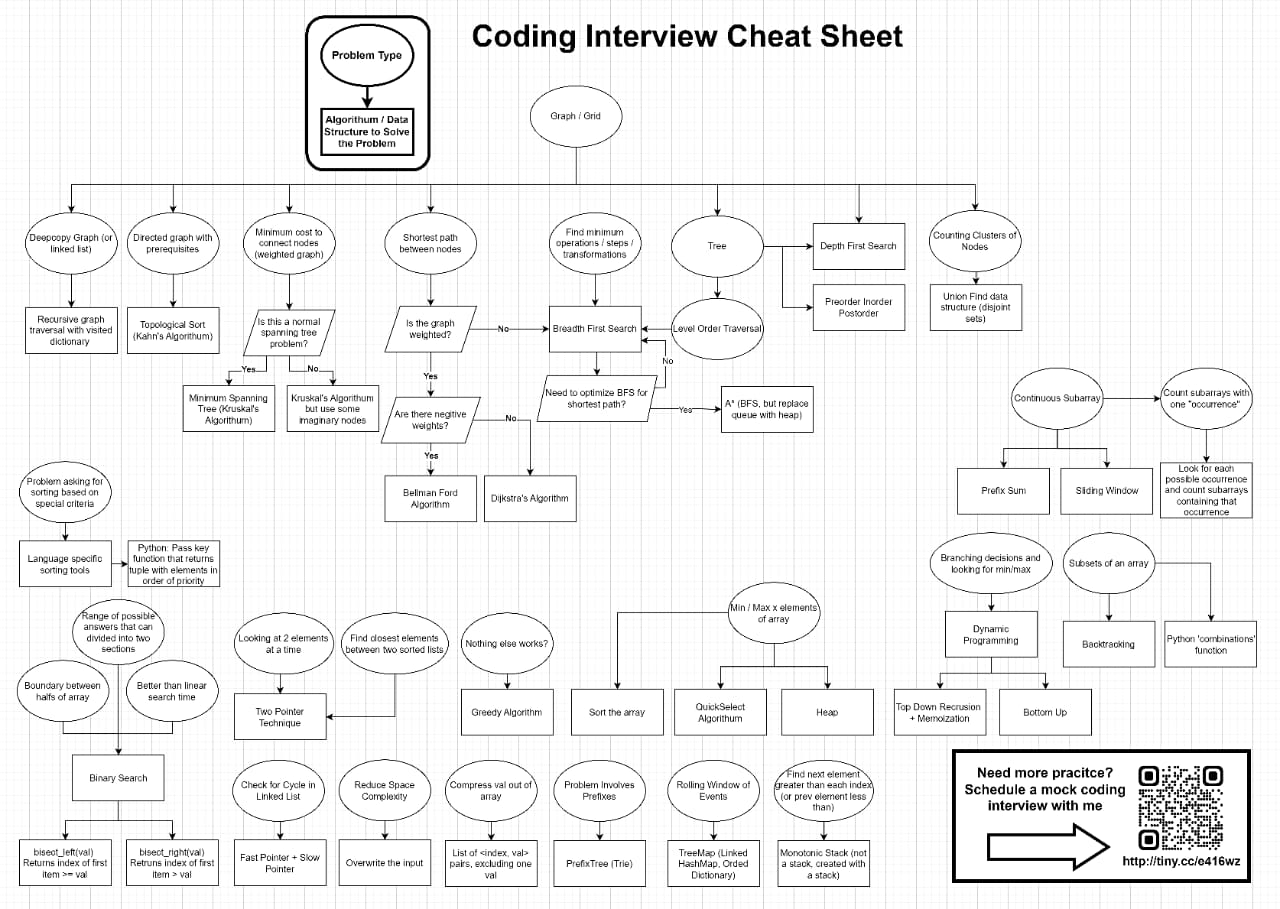 Coding Interview Cheat Sheet
Problem Type
Algorithum / Data
Structure to Solve
the Problem
Graph / Grid
Deepcopy Graph (or
linked list)
Directed graph with
prerequisites
Minimum cost to
connect nodes
(weighted graph)
Shortest path
between nodes
Find minimum
operations / steps /
transformations
Tree
Depth First Search
Counting Clusters of
Nodes
Recursive graph
traversal with visited
dictionary
Topological Sort
(Kahn's Algorithum)
Is this a normal
spanning tree
problem?
Is the graph
weighted?
No
Breadth First Search
Level Order Traversal
Preorder Inorder
Postorder
Union Find data
structure (disjoint
sets)
Yes
No
Yes
No
Minimum Spanning
Tree (Kruskal's
Algorithum)
Kruskal's Algorithum
but use some
imaginary nodes
Are there negitive
weights?
No
Need to optimize BFS for
shortest path?
Yes
A* (BFS, but replace
queue with heap)
Yes
Bellman Ford
Algorithm
Dijkstra's Algorithm
Continuous Subarray
Count subarrays with
one "occurrence"
Prefix Sum
Sliding Window
Look for each
possible occurrence
and count subarrays
containing that
occurrence
Problem asking for
sorting based on
special criteria
Language specific
sorting tools
Python: Pass key
function that returns
tuple with elements in
order of priority
Branching decisions and
looking for min/max
Subsets of an array
Dynamic
Programming
Backtracking
Python 'combinations'
function
Top Down Recrusion
+ Memoization
Bottom Up
Range of possible
answers that can
divided into two
sections
Boundary between
halfs of array
Better than linear
search time
Binary Search
bisect_left(val)
Returns index of first
item >= val
bisect_right(val)
Retruns index of first
item > val
Looking at 2 elements
at a time
Find closest elements
between two sorted lists
Two Pointer
Technique
Nothing else works?
Greedy Algorithm
Min / Max x elements
of array
Sort the array
QuickSelect
Algorithum
Heap
Check for Cycle in
Linked List
Fast Pointer + Slow
Pointer
Reduce Space
Complexity
Overwrite the input
Compress val out of
array
List of <index, val>
pairs, excluding one
val
Problem Involves
Prefixes
PrefixTree (Trie)
Rolling Window of
Events
TreeMap (Linked
HashMap, Orded
Dictionary)
Find next element
greater than each index
(or prev element less
than)
Monotonic Stack (not
a stack, created with
a stack)
Need more pracitce?
Schedule a mock coding
interview with me
http://tiny.cc/e416wz